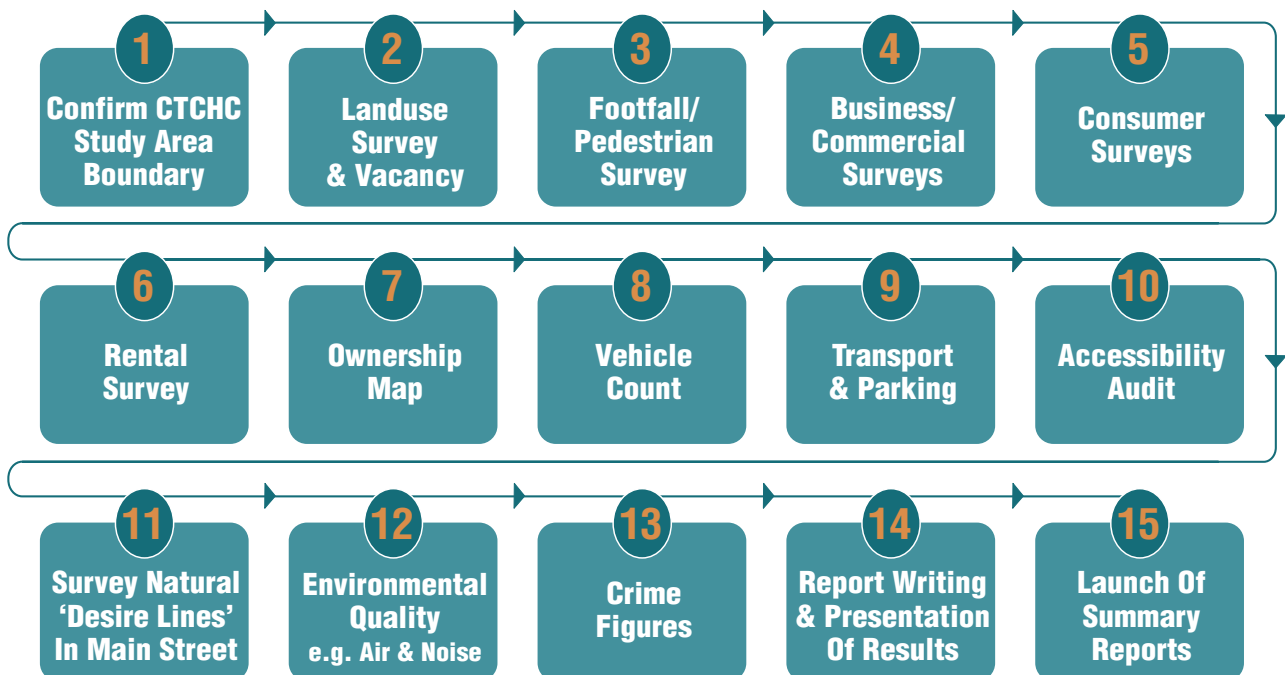 1
Confirm CTCHC
Study Area
Boundary
2
Landuse
Survey
& Vacancy
3
Footfall/
Pedestrian
Survey
4
Business/
Commercial
Surveys
5
Consumer
Surveys
6
Rental
Survey
7
Ownership
Map
8
Vehicle
Count
9
Transport
& Parking
10
Accessibility
Audit
11
Survey Natural
‘Desire Lines’
In Main Street
12
Environmental
Quality
e.g. Air & Noise
13
Crime
Figures
14
Report Writing
& Presentation
Of Results
15
Launch Of
Summary
Reports